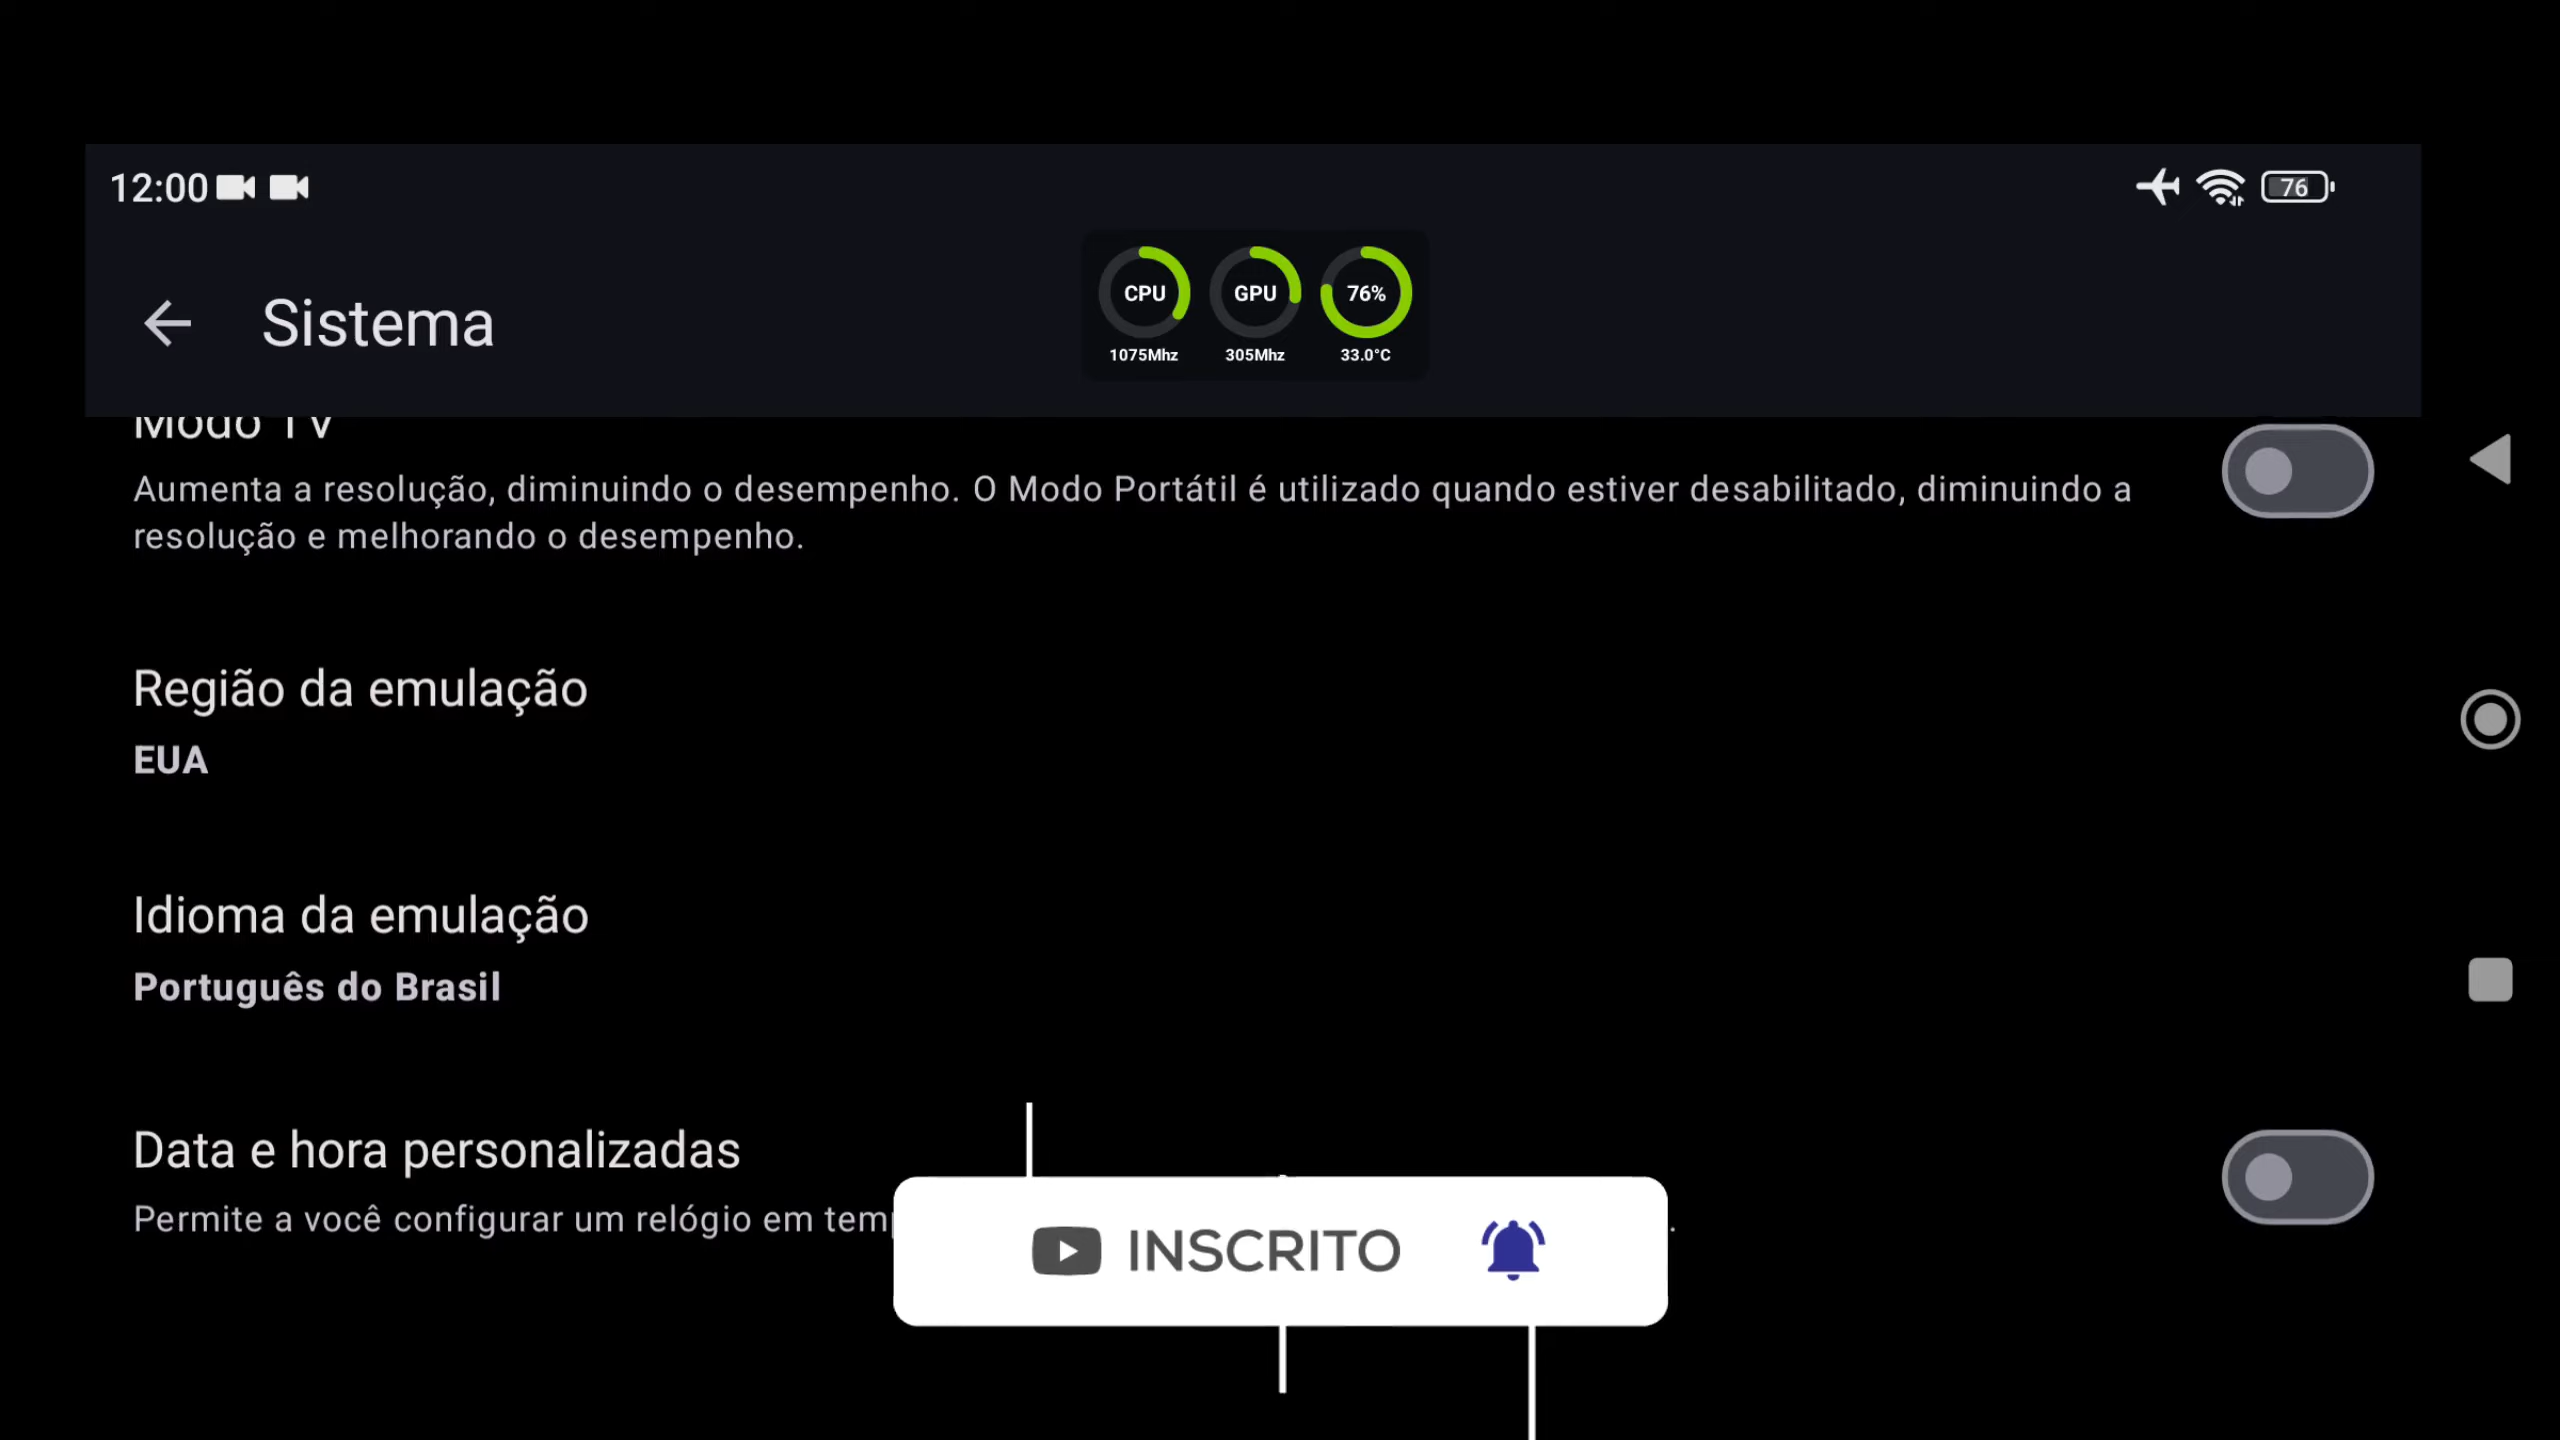 12:00
76
Sistema
CPU
GPU
76%
1075Mhz
305Mhz
33.0°C
Modo TV
Aumenta a resolução, diminuindo o desempenho. O Modo Portátil é utilizado quando estiver desabilitado, diminuindo a
resolução e melhorando o desempenho.
Região da emulação
EUA
Idioma da emulação
Português do Brasil
Data e hora personalizadas
Permite a você configurar um relógio em
INSCRITO